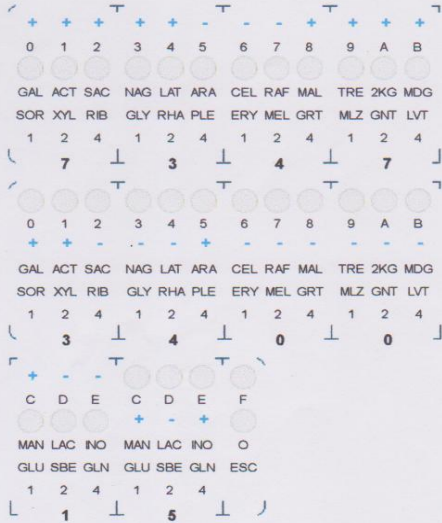 + + + + + - - - + + + +
0 1 2 3 4 5 6 7 8 9 A B
GAL ACT SAC NAG LAT ARA CEL RAF MAL TRE 2KG MDG
SOR XYL RIB GLY RHA PLE ERY MEL GRT MLZ GNT LVT
1 2 4 1 2 4 1 2 4 1 2 4
7 3 4 7
0 1 2 3 4 5 6 7 8 9 A B
+ + - - - + - - - - - -
GAL ACT SAC NAG LAT ARA CEL RAF MAL TRE 2KG MDG
SOR XYL RIB GLY RHA PLE ERY MEL GRT MLZ GNT LVT
1 2 4 1 2 4 1 2 4 1 2 4
3 4 0 0
+ - -
C D E C D E F
+ - +
MAN LAC INO MAN LAC INO O
GLU SBE GLN GLU SBE GLN ESC
1 2 4 1 2 4
1 5